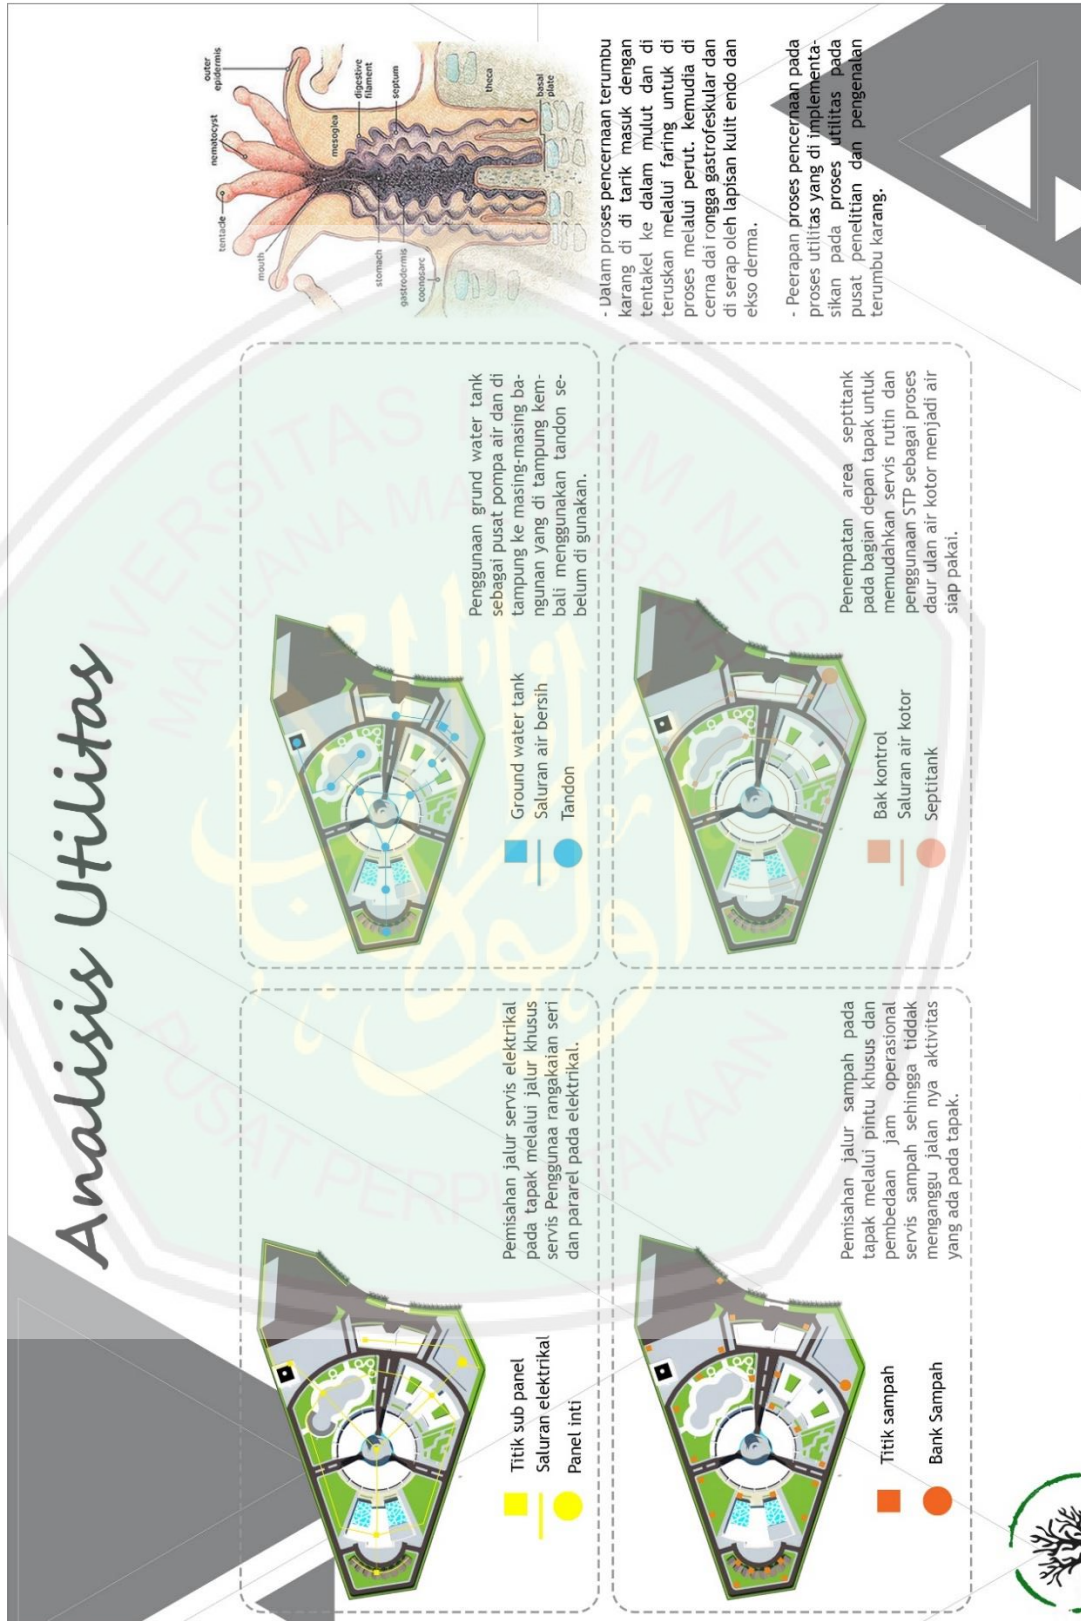 Analisis Utilitas
Pemisahan jalur servis elektrikal
pada tapak melalui jalur khusus
servis Penggunaa rangakaian seri
dan pararel pada elektrikal.
Titik sub panel
Saluran elektrikal
Panel inti
Penggunaan grund water tank
sebagai pusat pompa air dan di
tampung ke masing-masing ba-
ngunan yang di tampung kem-
bali menggunakan tandon se-
belum di gunakan.
Ground water tank
Saluran air bersih
Tandon
Pemisahan jalur sampah pada
tapak melalui pintu khusus dan
pembedaan jam operasional
servis sampah sehingga tiddak
menganggu jalan nya aktivitas
yang ada pada tapak.
Titik sampah
Bank Sampah
Penempatan area septitank
pada bagian depan tapak untuk
memudahkan servis rutin dan
penggunaan STP sebagai proses
daur ulan air kotor menjadi air
siap pakai.
Bak kontrol
Saluran air kotor
Septitank
outer
epidermis
nematocyst
tentacle
mouth
mesoglea
digestive
filament
septum
stomach
gastrodermis
coenosarc
theca
basal
plate
- Dalam proses pencernaan terumbu
karang di di tarik masuk dengan
tentakel ke dalam mulut dan di
teruskan melalui faring untuk di
proses melalui perut. kemudia di
cerna dai rongga gastrofeskular dan
di serap oleh lapisan kulit endo dan
ekso derma.
- Peerapan proses pencernaan pada
proses utilitas yang di implementa-
sikan pada proses utilitas pada
pusat penelitian dan pengenalan
terumbu karang.
PUSAT PERPUSTAKAAN